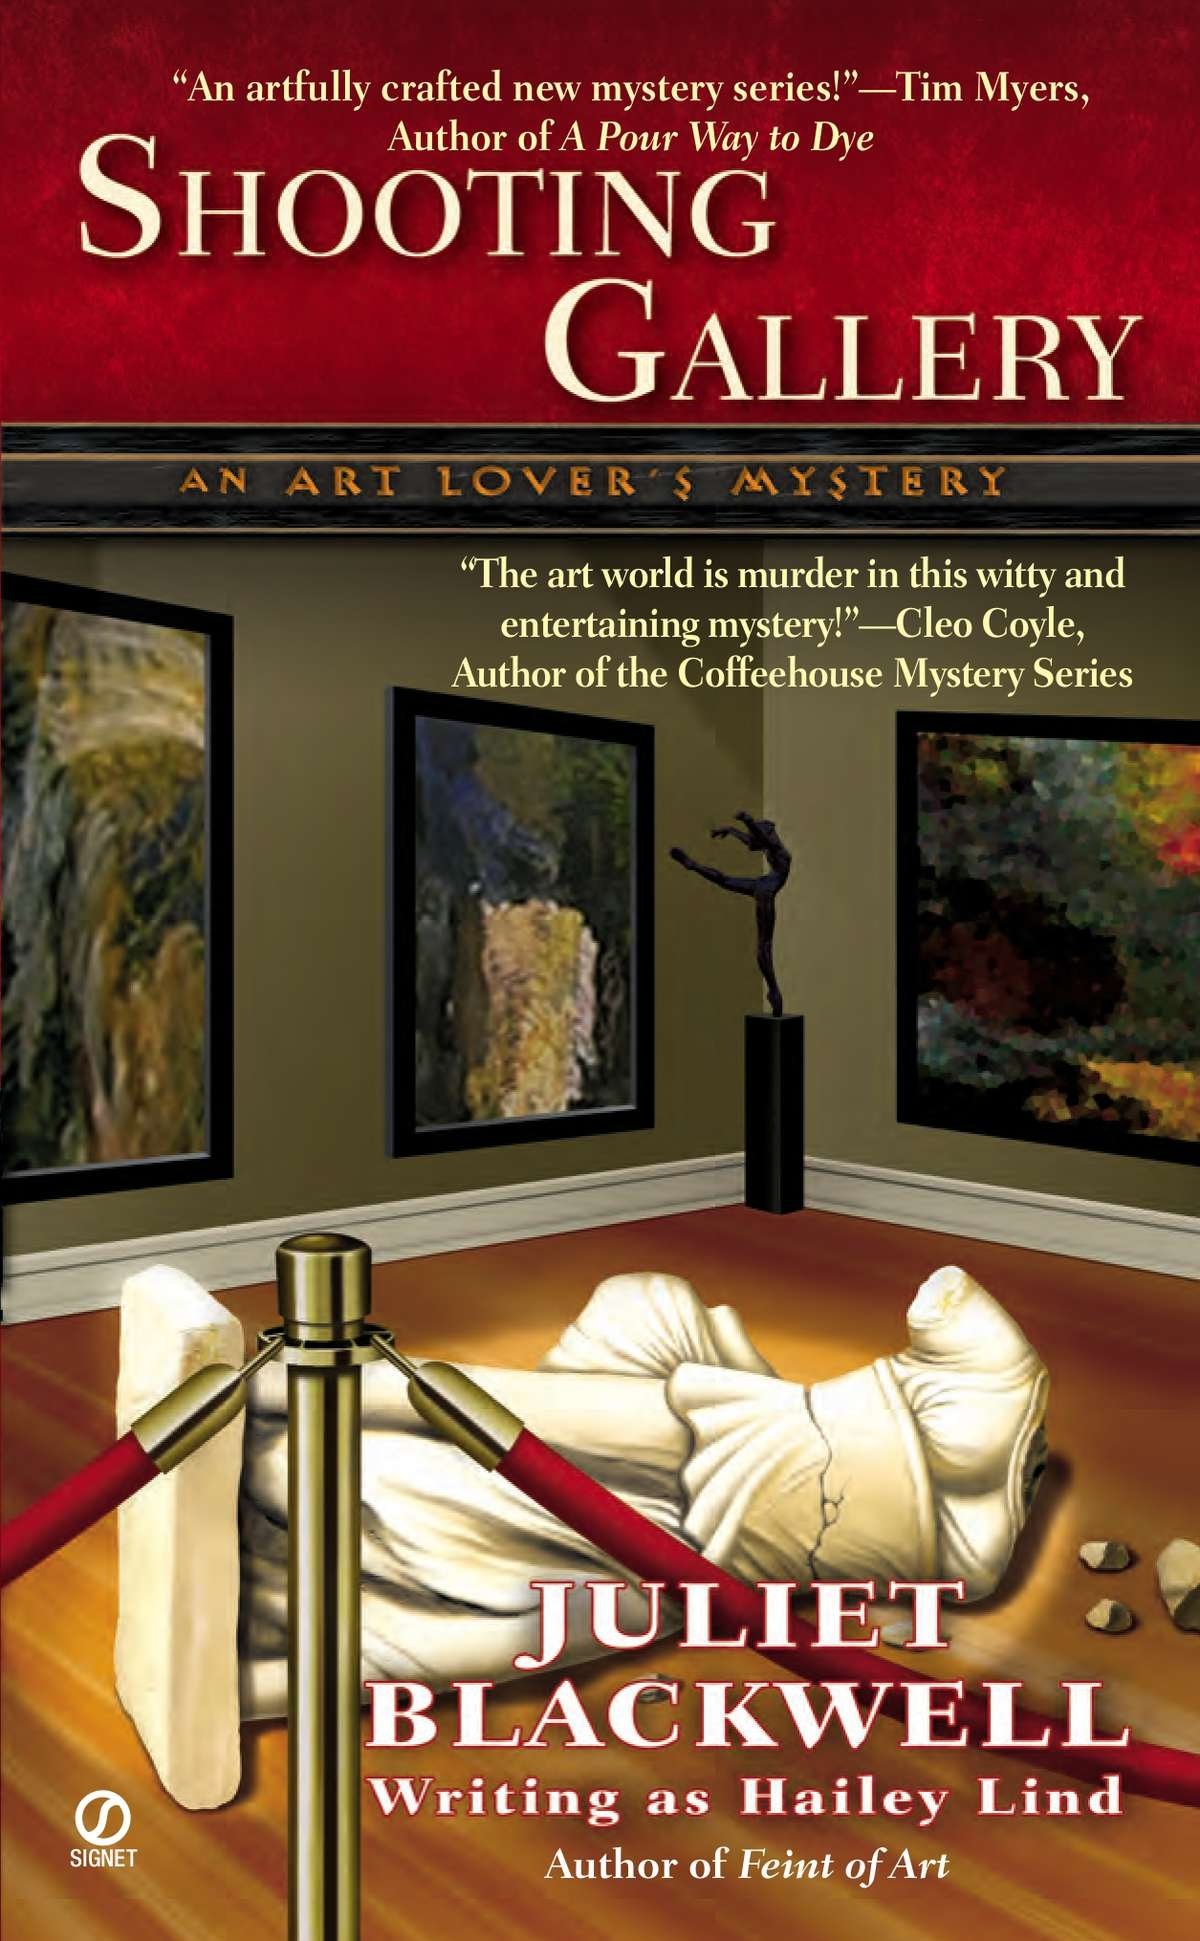 “An artfully crafted new mystery series!”—Tim Myers,
Author of A Pour Way to Dye
SHOOTING
GALLERY
AN ART LOVER'S MYSTERY
“The art world is murder in this witty and
entertaining mystery!”—Cleo Coyle,
Author of the Coffeehouse Mystery Series
JULIET
BLACKWELL
Writing as Hailey Lind
Author of Feint of Art
SIGNET